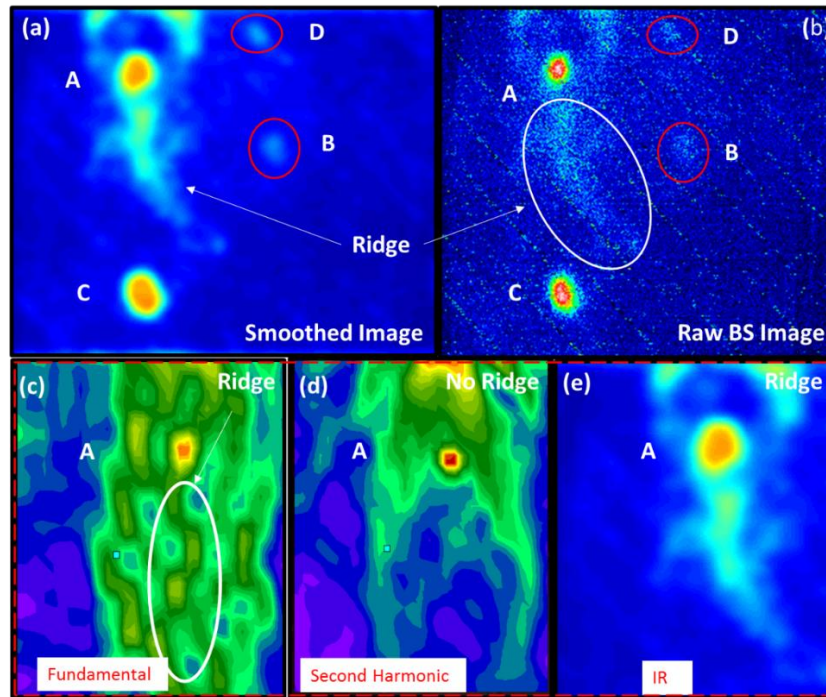 (a)
D
A
B
Ridge
C
Smoothed Image
(b)
D
A
B
C
Raw BS Image
(c)
Ridge
A
Fundamental
(d)
No Ridge
A
Second Harmonic
(e)
Ridge
A
IR